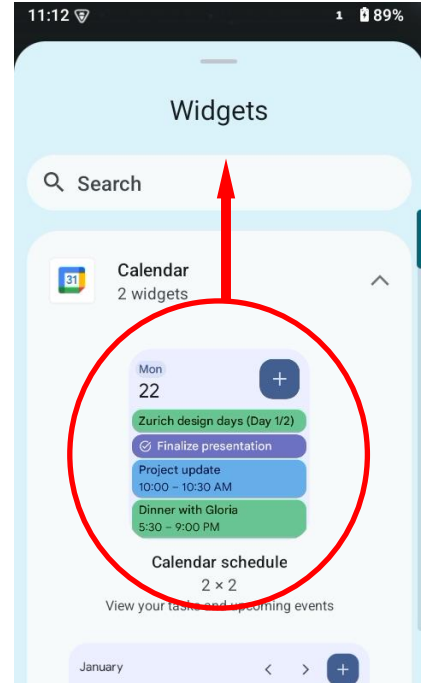 11:12
1 89%
Widgets
Search
31
Calendar
2 widgets
Mon
22
Zurich design days (Day 1/2)
Finalize presentation
Project update
10:00 – 10:30 AM
Dinner with Gloria
5:30 – 9:00 PM
Calendar schedule
2 × 2
View your tasks and upcoming events
January